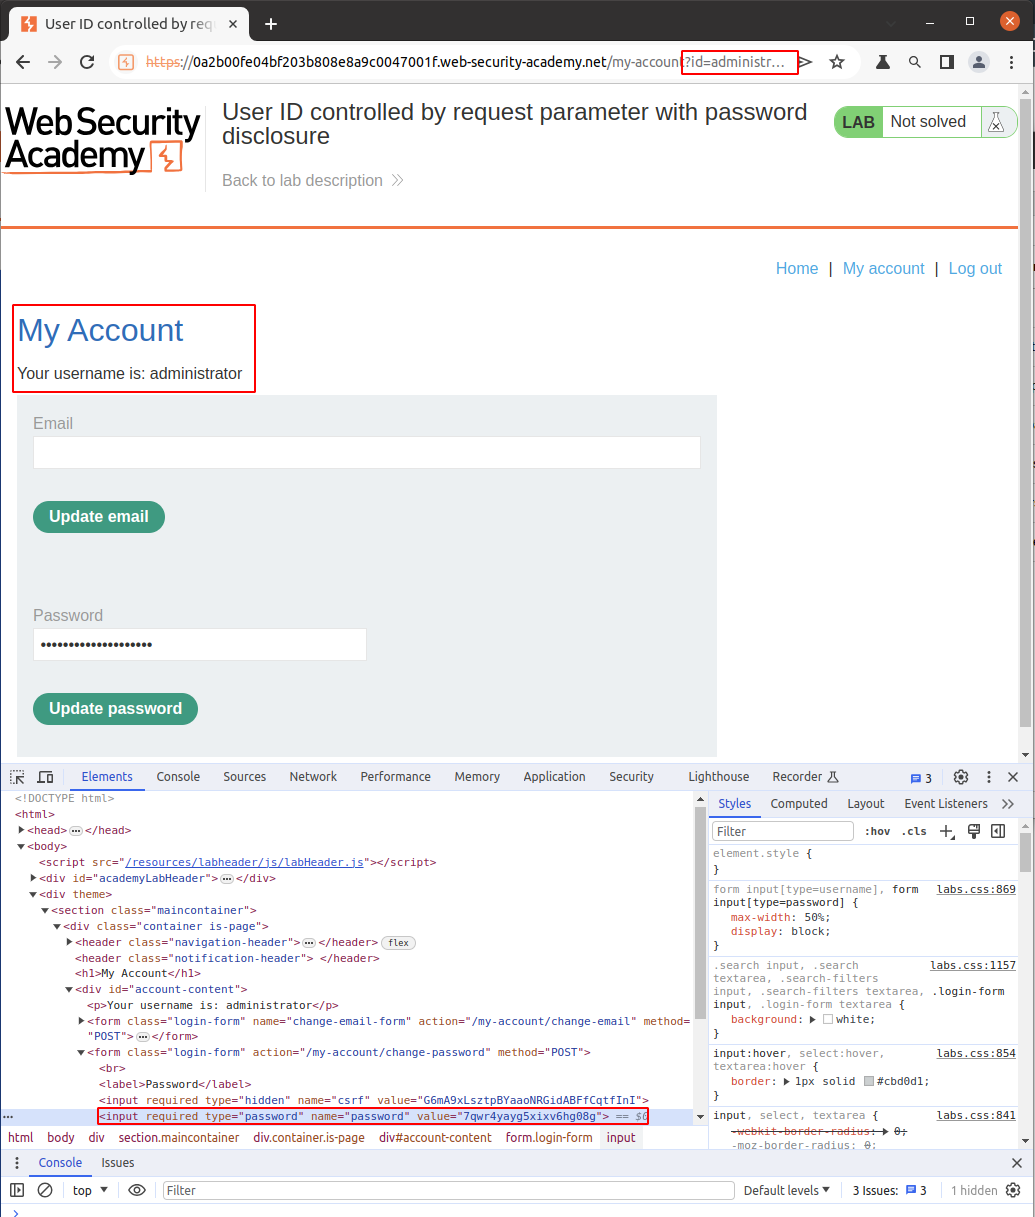 User ID controlled by req
https://0a2b00fe04bf203b808e8a9c0047001f.web-security-academy.net/my-account?id=administr…
Web Security
Academy
User ID controlled by request parameter with password
disclosure
Back to lab description
LAB
Not solved
Home | My account | Log out
My Account
Your username is: administrator
Email
Update email
Password
••••••••••••••••••••
Update password
Elements Console Sources Network Performance Memory Application Security Lighthouse Recorder 3
<!DOCTYPE html>
<html>
<head>…</head>
<body>
<script src="/resources/labheader/js/labHeader.js"></script>
<div id="academyLabHeader">…</div>
<div theme>
<section class="maincontainer">
<div class="container is-page">
<header class="navigation-header">…</header> flex
<header class="notification-header"> </header>
<h1>My Account</h1>
<div id="account-content">
<p>Your username is: administrator</p>
<form class="login-form" name="change-email-form" action="/my-account/change-email" method=
"POST">…</form>
<form class="login-form" action="/my-account/change-password" method="POST">
<br>
<label>Password</label>
<input required type="hidden" name="csrf" value="G6mA9xLsztpBYaaoNRGidABFfCqtfInI">
<input required type="password" name="password" value="7qwr4yayg5xixv6hg08g"> == $0
html body div section.maincontainer div.container.is-page div#account-content form.login-form input
Styles Computed Layout Event Listeners
Filter :hov .cls
element.style {
}
form input[type=username], form labs.css:869
input[type=password] {
max-width: 50%;
display: block;
}
.search input, .search labs.css:1157
textarea, .search-filters
input, .search-filters textarea, .login-form
input, .login-form textarea {
background: white;
}
input:hover, select:hover, labs.css:854
textarea:hover {
border: 1px solid #cbd0d1;
}
input, select, textarea { labs.css:841
-webkit-border-radius: 0;
-moz-border-radius: 0;
Console Issues
top Filter Default levels 3 Issues: 3 1 hidden